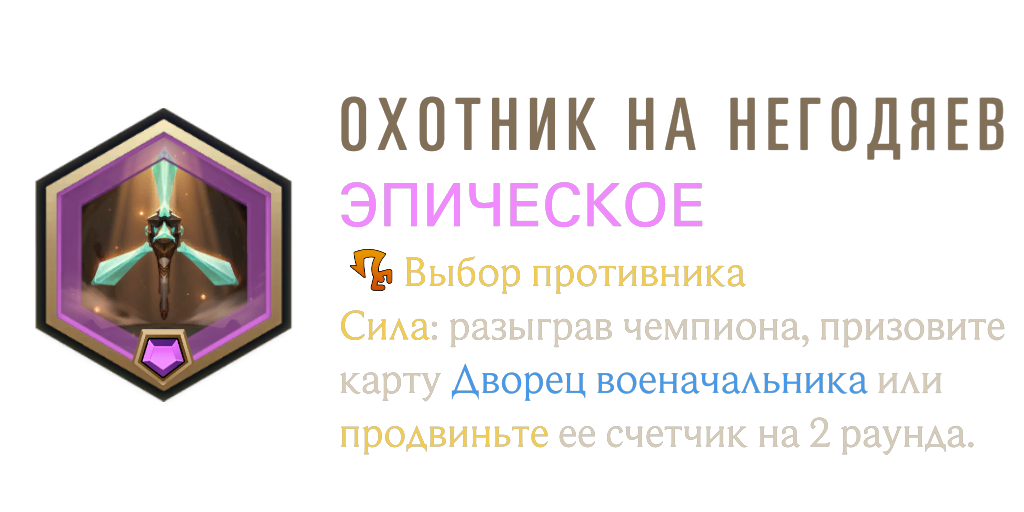 ОХОТНИК НА НЕГОДЯЕВ
ЭПИЧЕСКОЕ
Выбор противника
Сила: разыграв чемпиона, призовите
карту Дворец военачальника или
продвиньте ее счетчик на 2 раунда.